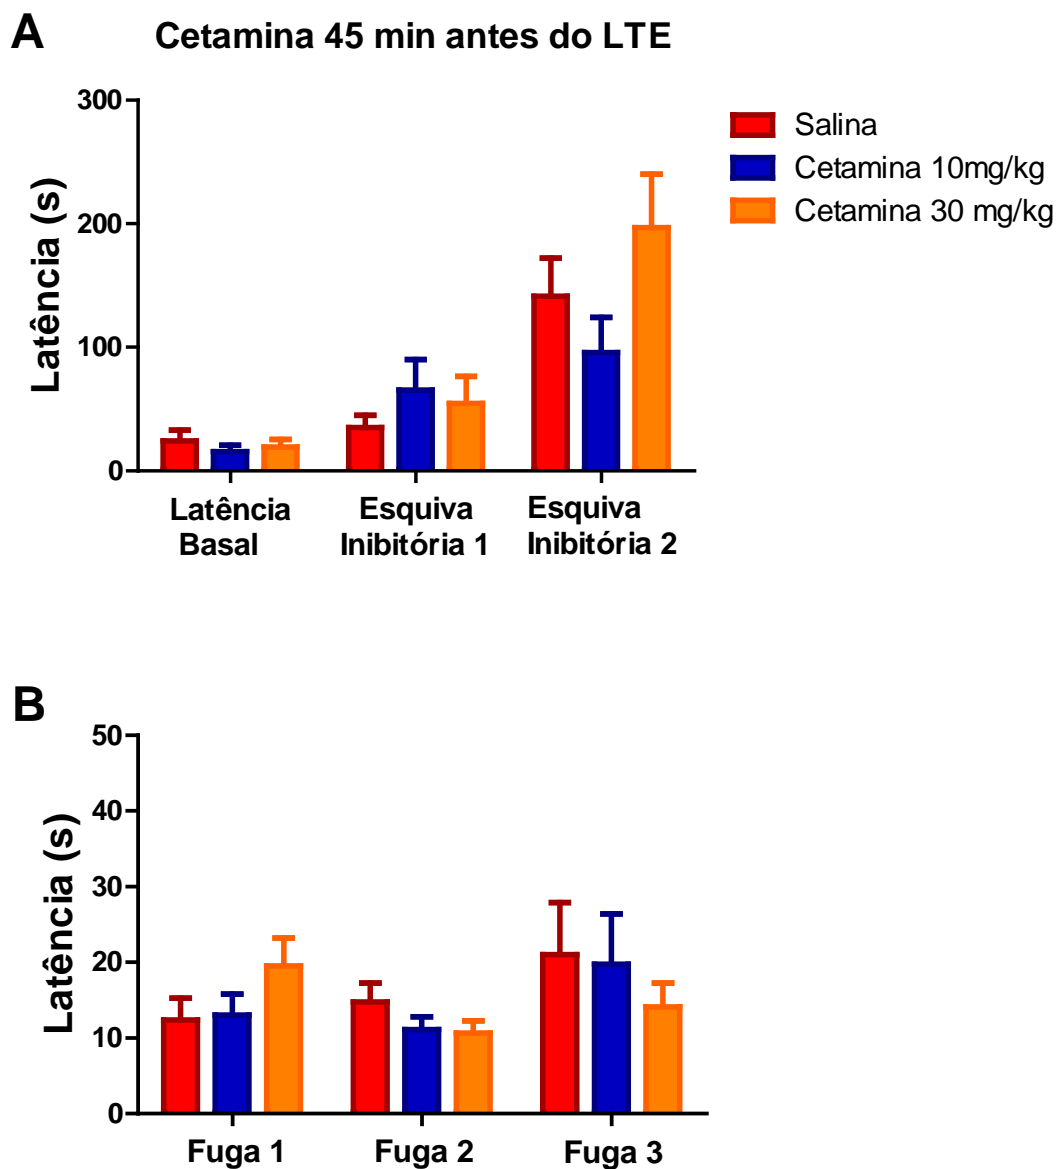 A
Cetamina 45 min antes do LTE
300
200
100
0
Latência (s)
Salina
Cetamina 10mg/kg
Cetamina 30 mg/kg
Latência
Basal
Esquiva
Inibitória 1
Esquiva
Inibitória 2
B
50
40
30
20
10
0
Latência (s)
Fuga 1
Fuga 2
Fuga 3